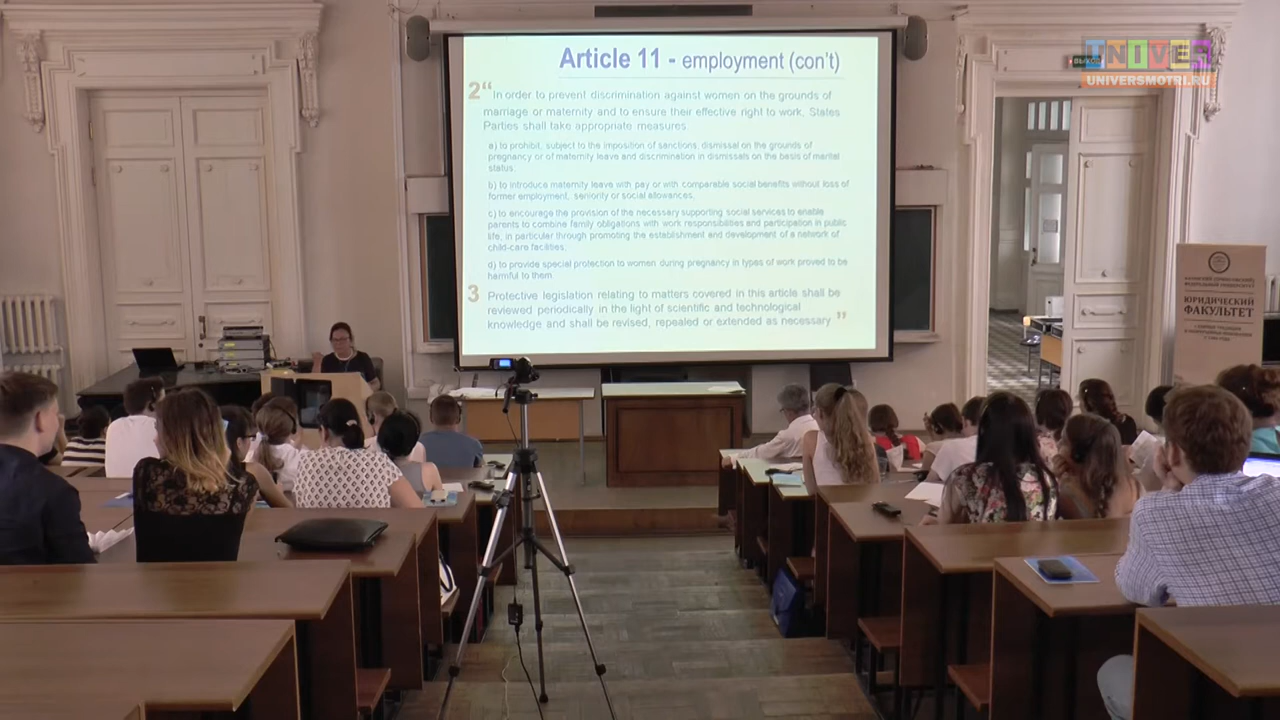 UNIVER
UNIVERSMOTRI.RU
Article 11 - employment (con't)
2 “ In order to prevent discrimination against women on the grounds of
marriage or maternity and to ensure their effective right to work, States
Parties shall take appropriate measures
a) to prohibit, subject to the imposition of sanctions, dismissal on the grounds of
pregnancy or of maternity leave and discrimination in dismissals on the basis of marital
status;
b) to introduce maternity leave with pay or with comparable social benefits without loss of
former employment, seniority or social allowances;
c) to encourage the provision of the necessary supporting social services to enable
parents to combine family obligations with work responsibilities and participation in public
life, in particular through promoting the establishment and development of a network of
child-care facilities;
d) to provide special protection to women during pregnancy in types of work proved to be
harmful to them.
3 Protective legislation relating to matters covered in this article shall be
reviewed periodically in the light of scientific and technological
knowledge and shall be revised, repealed or extended as necessary ”
ФЕДЕРАЛЬНЫЙ УНИВЕРСИТЕТ
ЮРИДИЧЕСКИЙ
ФАКУЛЬТЕТ